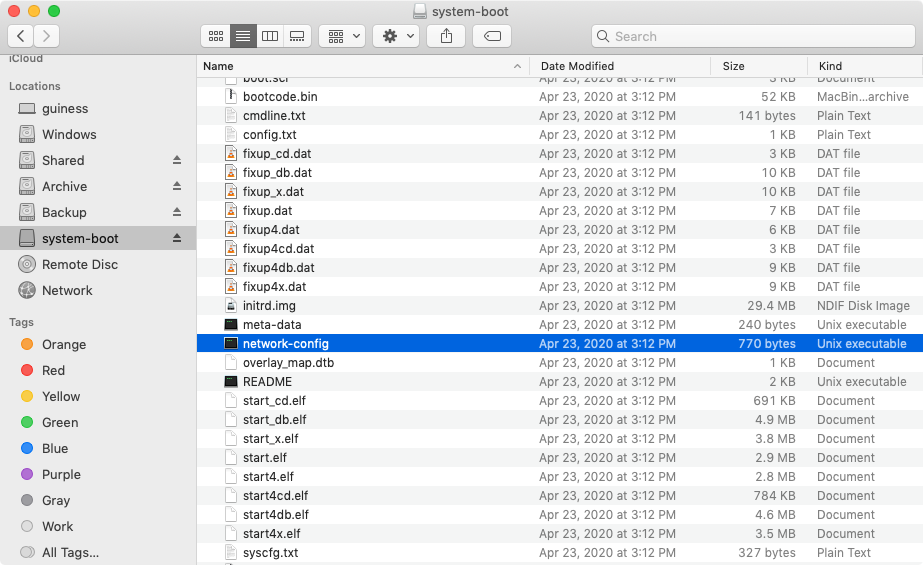 system-boot
Search
iCloud
Locations
guiness
Windows
Shared
Archive
Backup
system-boot
Remote Disc
Network
Tags
Orange
Red
Yellow
Green
Blue
Purple
Gray
Work
All Tags...
Name Date Modified Size Kind
boot.scr Apr 23, 2020 at 3:12 PM 3 KB Document
bootcode.bin Apr 23, 2020 at 3:12 PM 52 KB MacBin...archive
cmdline.txt Apr 23, 2020 at 3:12 PM 141 bytes Plain Text
config.txt Apr 23, 2020 at 3:12 PM 1 KB Plain Text
fixup_cd.dat Apr 23, 2020 at 3:12 PM 3 KB DAT file
fixup_db.dat Apr 23, 2020 at 3:12 PM 10 KB DAT file
fixup_x.dat Apr 23, 2020 at 3:12 PM 10 KB DAT file
fixup.dat Apr 23, 2020 at 3:12 PM 7 KB DAT file
fixup4.dat Apr 23, 2020 at 3:12 PM 6 KB DAT file
fixup4cd.dat Apr 23, 2020 at 3:12 PM 3 KB DAT file
fixup4db.dat Apr 23, 2020 at 3:12 PM 9 KB DAT file
fixup4x.dat Apr 23, 2020 at 3:12 PM 9 KB DAT file
initrd.img Apr 23, 2020 at 3:12 PM 29.4 MB NDIF Disk Image
meta-data Apr 23, 2020 at 3:12 PM 240 bytes Unix executable
network-config Apr 23, 2020 at 3:12 PM 770 bytes Unix executable
overlay_map.dtb Apr 23, 2020 at 3:12 PM 1 KB Document
README Apr 23, 2020 at 3:12 PM 2 KB Unix executable
start_cd.elf Apr 23, 2020 at 3:12 PM 691 KB Document
start_db.elf Apr 23, 2020 at 3:12 PM 4.9 MB Document
start_x.elf Apr 23, 2020 at 3:12 PM 3.8 MB Document
start.elf Apr 23, 2020 at 3:12 PM 2.9 MB Document
start4.elf Apr 23, 2020 at 3:12 PM 2.8 MB Document
start4cd.elf Apr 23, 2020 at 3:12 PM 784 KB Document
start4db.elf Apr 23, 2020 at 3:12 PM 4.6 MB Document
start4x.elf Apr 23, 2020 at 3:12 PM 3.5 MB Document
syscfg.txt Apr 23, 2020 at 3:12 PM 327 bytes Plain Text